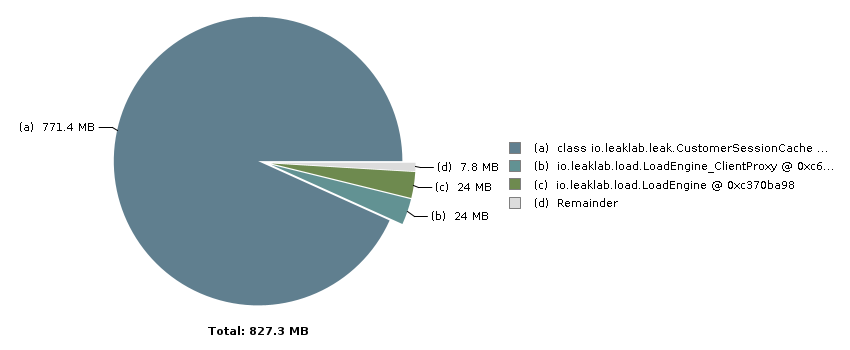 (a) 771.4 MB
(d) 7.8 MB
(c) 24 MB
(b) 24 MB
(a) class io.leaklab.leak.CustomerSessionCache ...
(b) io.leaklab.load.LoadEngine_ClientProxy @ 0xc6...
(c) io.leaklab.load.LoadEngine @ 0xc370ba98
(d) Remainder
Total: 827.3 MB